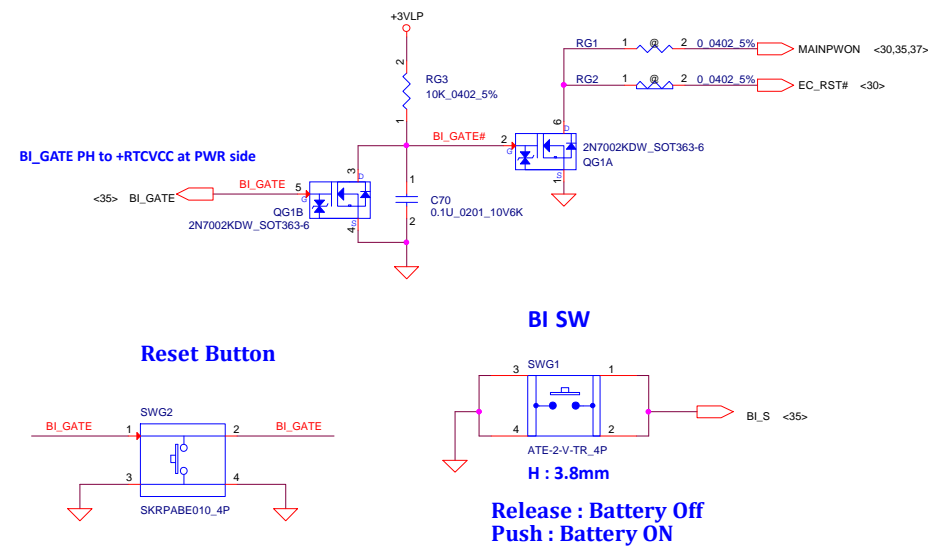 +3VLP
RG1 1 @ 2 0_0402_5% MAINPWON <30,35,37>
2
RG3
10K_0402_5%
1
RG2 1 @ 2 0_0402_5% EC_RST# <30>
BI_GATE# 2 G
6 D
2N7002KDW_SOT363-6
QG1A
S 1
BI_GATE PH to +RTCVCC at PWR side
<35> BI_GATE BI_GATE 5 G
3 D
QG1B
2N7002KDW_SOT363-6
4 S
1
C70
0.1U_0201_10V6K
2
BI SW
Reset Button
SWG1
3 1
SWG2
BI_GATE 1 2 BI_GATE
BI_S <35>
4 2
ATE-2-V-TR_4P
H : 3.8mm
3 4
SKRPABE010_4P
Release : Battery Off
Push : Battery ON